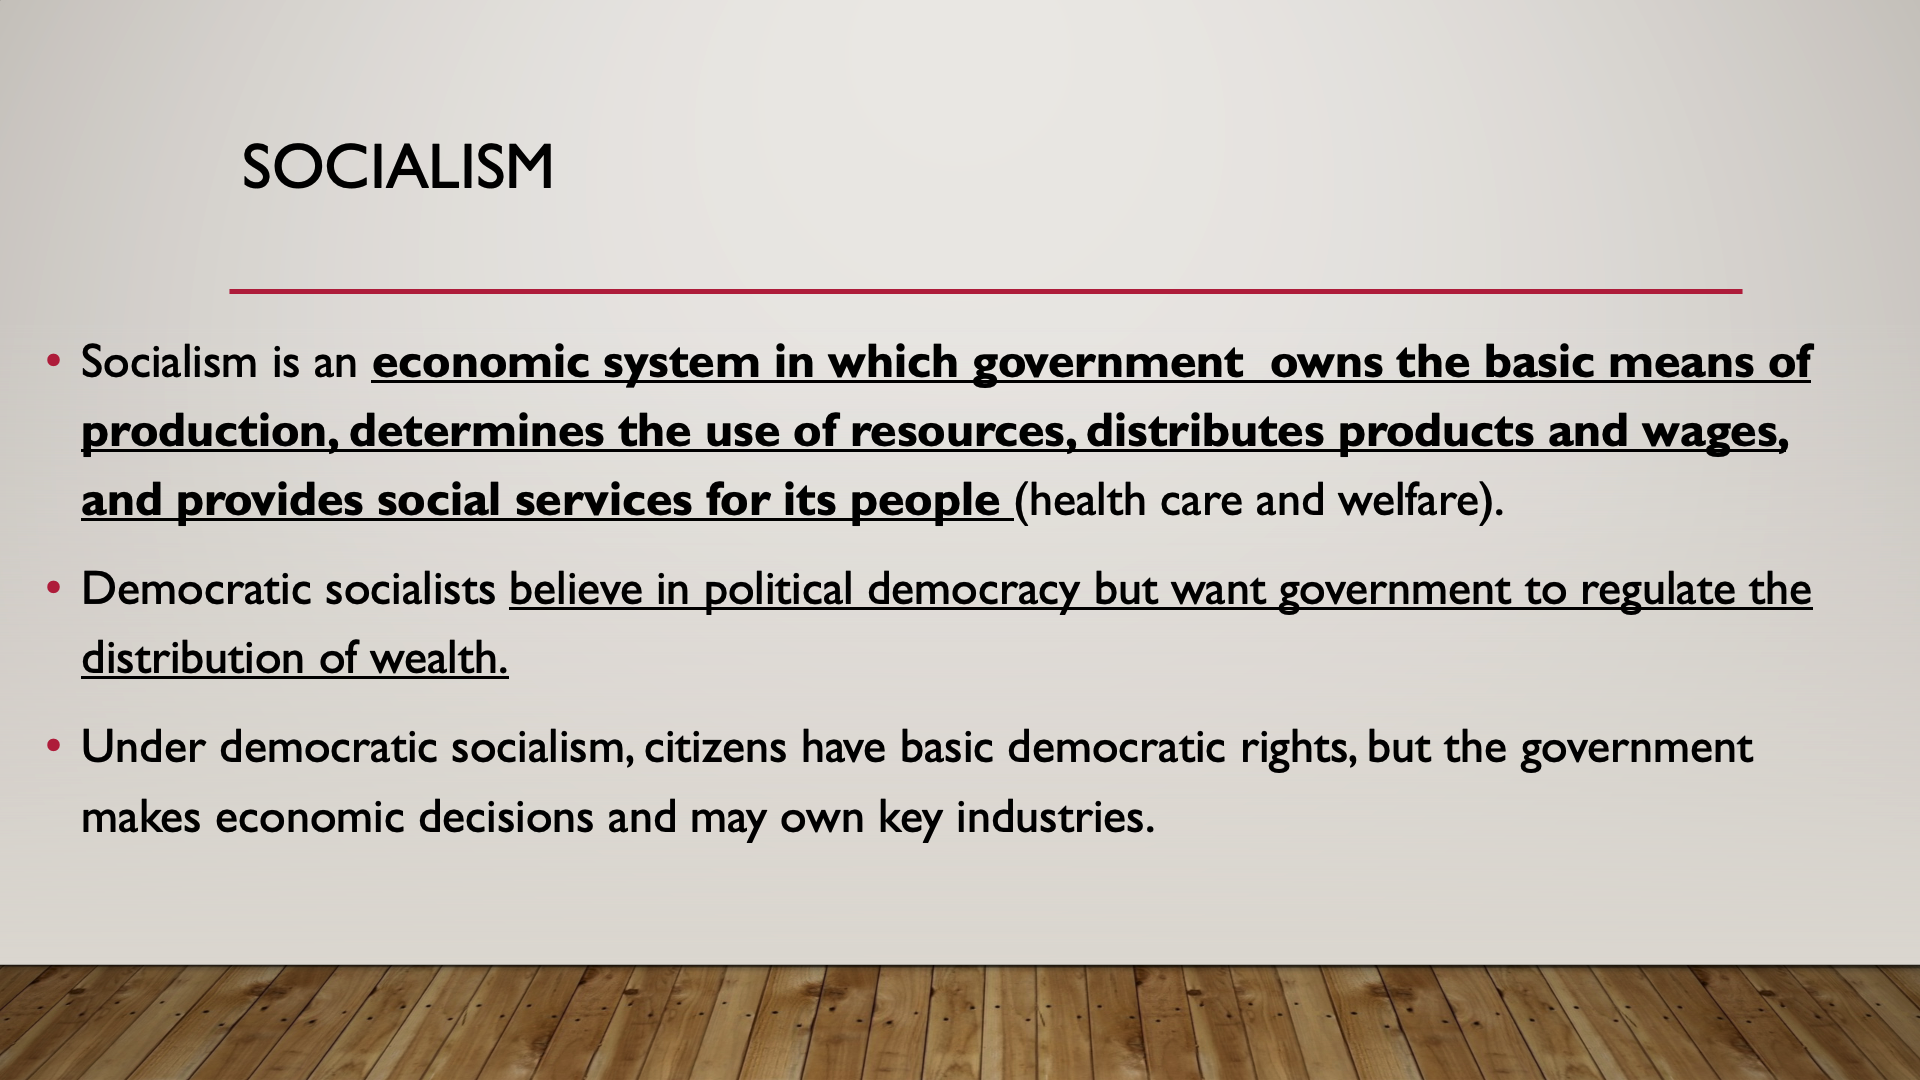 SOCIALISM
• Socialism is an economic system in which government  owns the basic means of
production, determines the use of resources, distributes products and wages,
and provides social services for its people (health care and welfare).
• Democratic socialists believe in political democracy but want government to regulate the
distribution of wealth.
• Under democratic socialism, citizens have basic democratic rights, but the government
makes economic decisions and may own key industries.